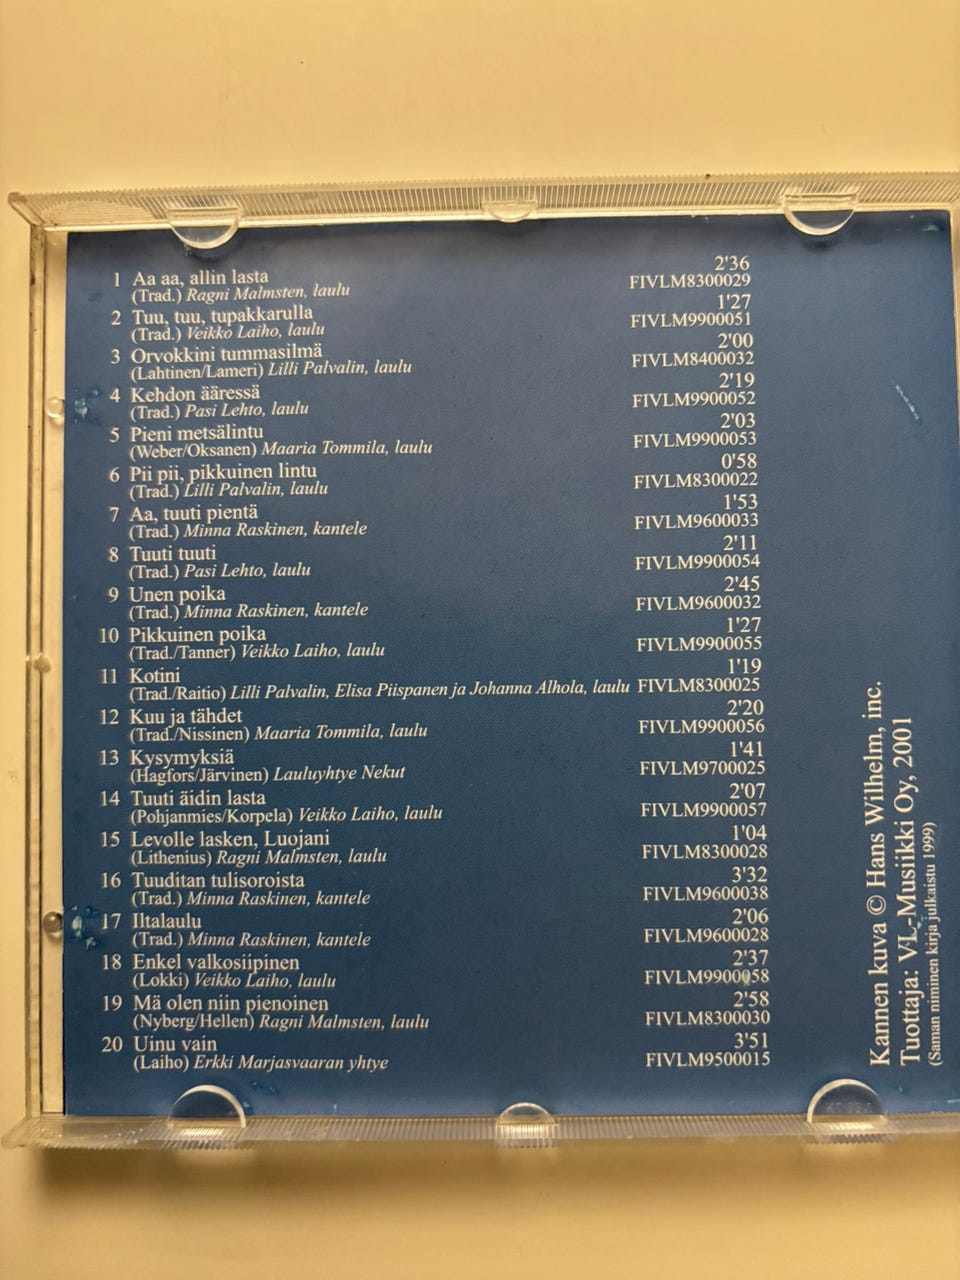 1 Aa aa, allin lasta 2'36
(Trad.) Ragni Malmsten, laulu FIVLM8300029
2 Tuu, tuu, tupakkarulla 1'27
(Trad.) Veikko Laiho, laulu FIVLM9900051
3 Orvokkini tummasilmä 2'00
(Lahtinen/Lameri) Lilli Palvalin, laulu FIVLM8400032
4 Kehdon ääressä 2'19
(Trad.) Pasi Lehto, laulu FIVLM9900052
5 Pieni metsälintu 2'03
(Weber/Oksanen) Maaria Tommila, laulu FIVLM9900053
6 Pii pii, pikkuinen lintu 0'58
(Trad.) Lilli Palvalin, laulu FIVLM8300022
7 Aa, tuuti pientä 1'53
(Trad.) Minna Raskinen, kantele FIVLM9600033
8 Tuuti tuuti 2'11
(Trad.) Pasi Lehto, laulu FIVLM9900054
9 Unen poika 2'45
(Trad.) Minna Raskinen, kantele FIVLM9600032
10 Pikkuinen poika 1'27
(Trad./Tanner) Veikko Laiho, laulu FIVLM9900055
11 Kotini 1'19
(Trad/Raitio) Lilli Palvalin, Elisa Piispanen ja Johanna Alhola, laulu FIVLM8300025
12 Kuu ja tähdet 2'20
(Trad./Nissinen) Maaria Tommila, laulu FIVLM9900056
13 Kysymyksiä 1'41
(Hagfors/Järvinen) Lauluyhtye Nekut FIVLM9700025
14 Tuuti äidin lasta 2'07
(Pohjanmies/Korpela) Veikko Laiho, laulu FIVLM9900057
15 Levolle lasken, Luojani 1'04
(Lithenius) Ragni Malmsten, laulu FIVLM8300028
16 Tuuditan tulisoroista 3'32
(Trad.) Minna Raskinen, kantele FIVLM9600038
17 Iltalaulu 2'06
(Trad.) Minna Raskinen, kantele FIVLM9600028
18 Enkel valkosiipinen 2'37
(Lokki) Veikko Laiho, laulu FIVLM9900058
19 Mä olen niin pienoinen 2'58
(Nyberg/Hellen) Ragni Malmsten, laulu FIVLM8300030
20 Uinu vain 3'51
(Laiho) Erkki Marjasvaaran yhtye FIVLM9500015
Kannen kuva © Hans Wilhelm, inc.
Tuottaja: VL-Musiikki Oy, 2001
(Saman niminen kirja julkaistu 1999)